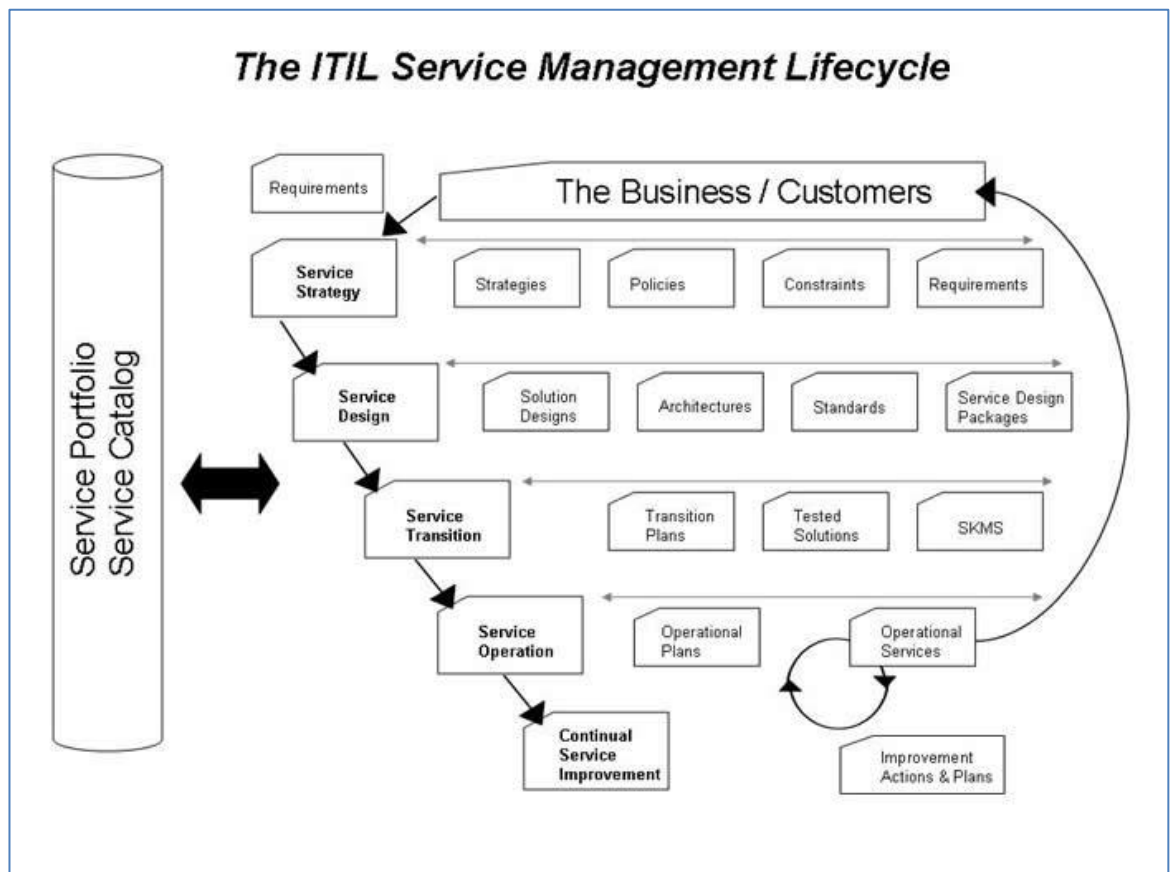 The ITIL Service Management Lifecycle
Service Portfolio
Service Catalog
Requirements
The Business / Customers
Service
Strategy
Strategies
Policies
Constraints
Requirements
Service
Design
Solution
Designs
Architectures
Standards
Service Design
Packages
Service
Transition
Transition
Plans
Tested
Solutions
SKMS
Service
Operation
Operational
Plans
Operational
Services
Continual
Service
Improvement
Improvement
Actions & Plans